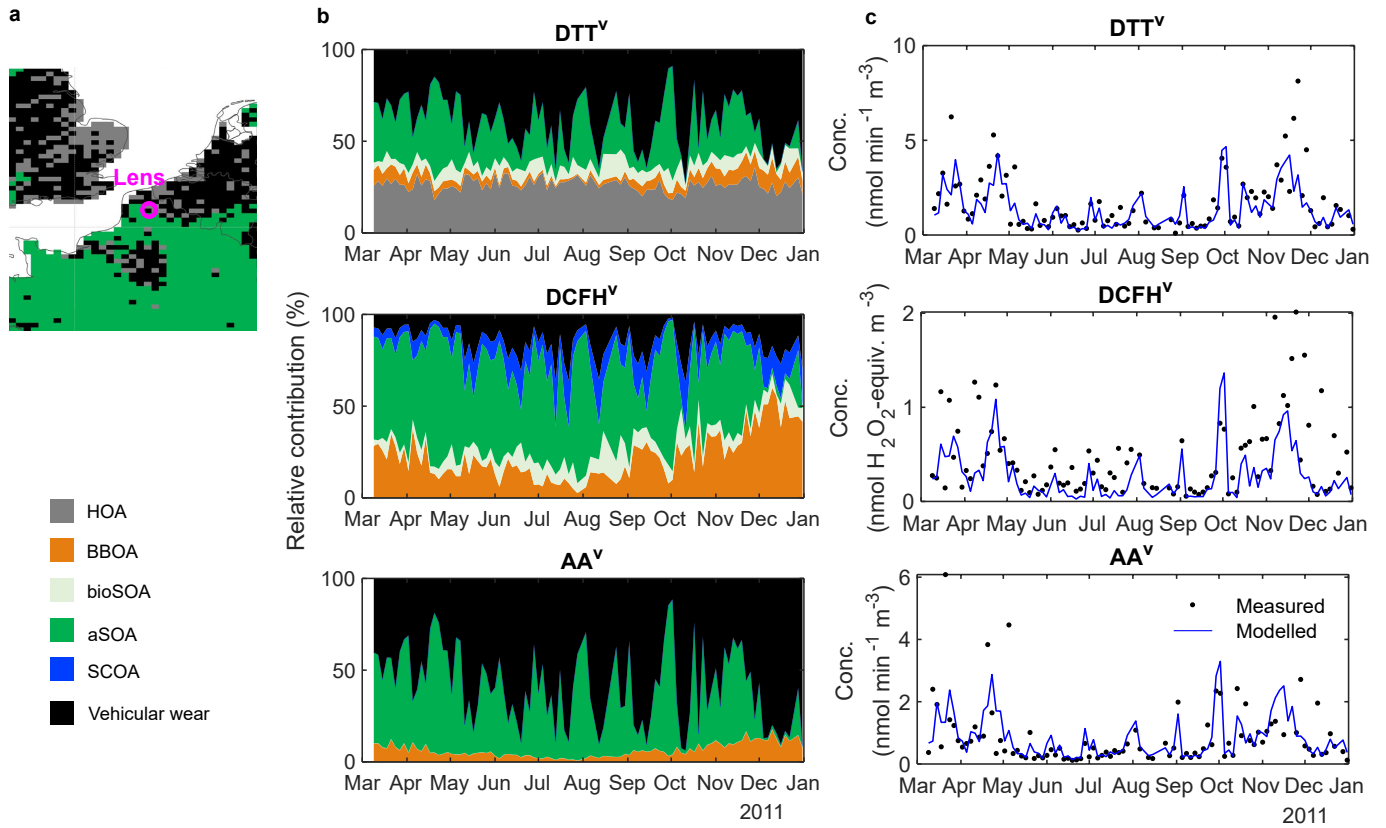 a
Lens
HOA
BBOA
bioSOA
aSOA
SCOA
Vehicular wear
b
Relative contribution (%)
DTTᵛ
100
50
0
Mar Apr May Jun Jul Aug Sep Oct Nov Dec Jan
DCFHᵛ
100
50
0
Mar Apr May Jun Jul Aug Sep Oct Nov Dec Jan
AAᵛ
100
50
0
Mar Apr May Jun Jul Aug Sep Oct Nov Dec Jan
2011
c
DTTᵛ
Conc.
(nmol min⁻¹ m⁻³)
10
5
0
Mar Apr May Jun Jul Aug Sep Oct Nov Dec Jan
DCFHᵛ
Conc.
(nmol H₂O₂-equiv. m⁻³)
2
1
0
Mar Apr May Jun Jul Aug Sep Oct Nov Dec Jan
AAᵛ
Conc.
(nmol min⁻¹ m⁻³)
6
4
2
0
Measured
Modelled
Mar Apr May Jun Jul Aug Sep Oct Nov Dec Jan
2011